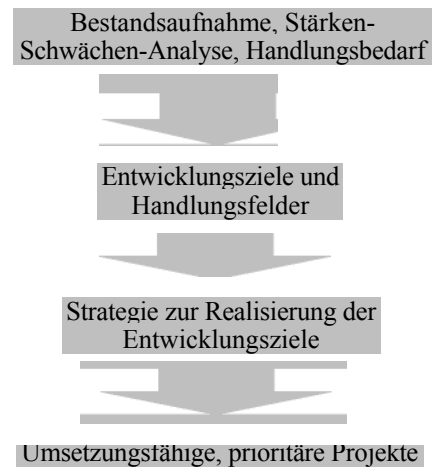 Bestandsaufnahme, Stärken-
Schwächen-Analyse, Handlungsbedarf
Entwicklungsziele und
Handlungsfelder
Strategie zur Realisierung der
Entwicklungsziele
Umsetzungsfähige, prioritäre Projekte